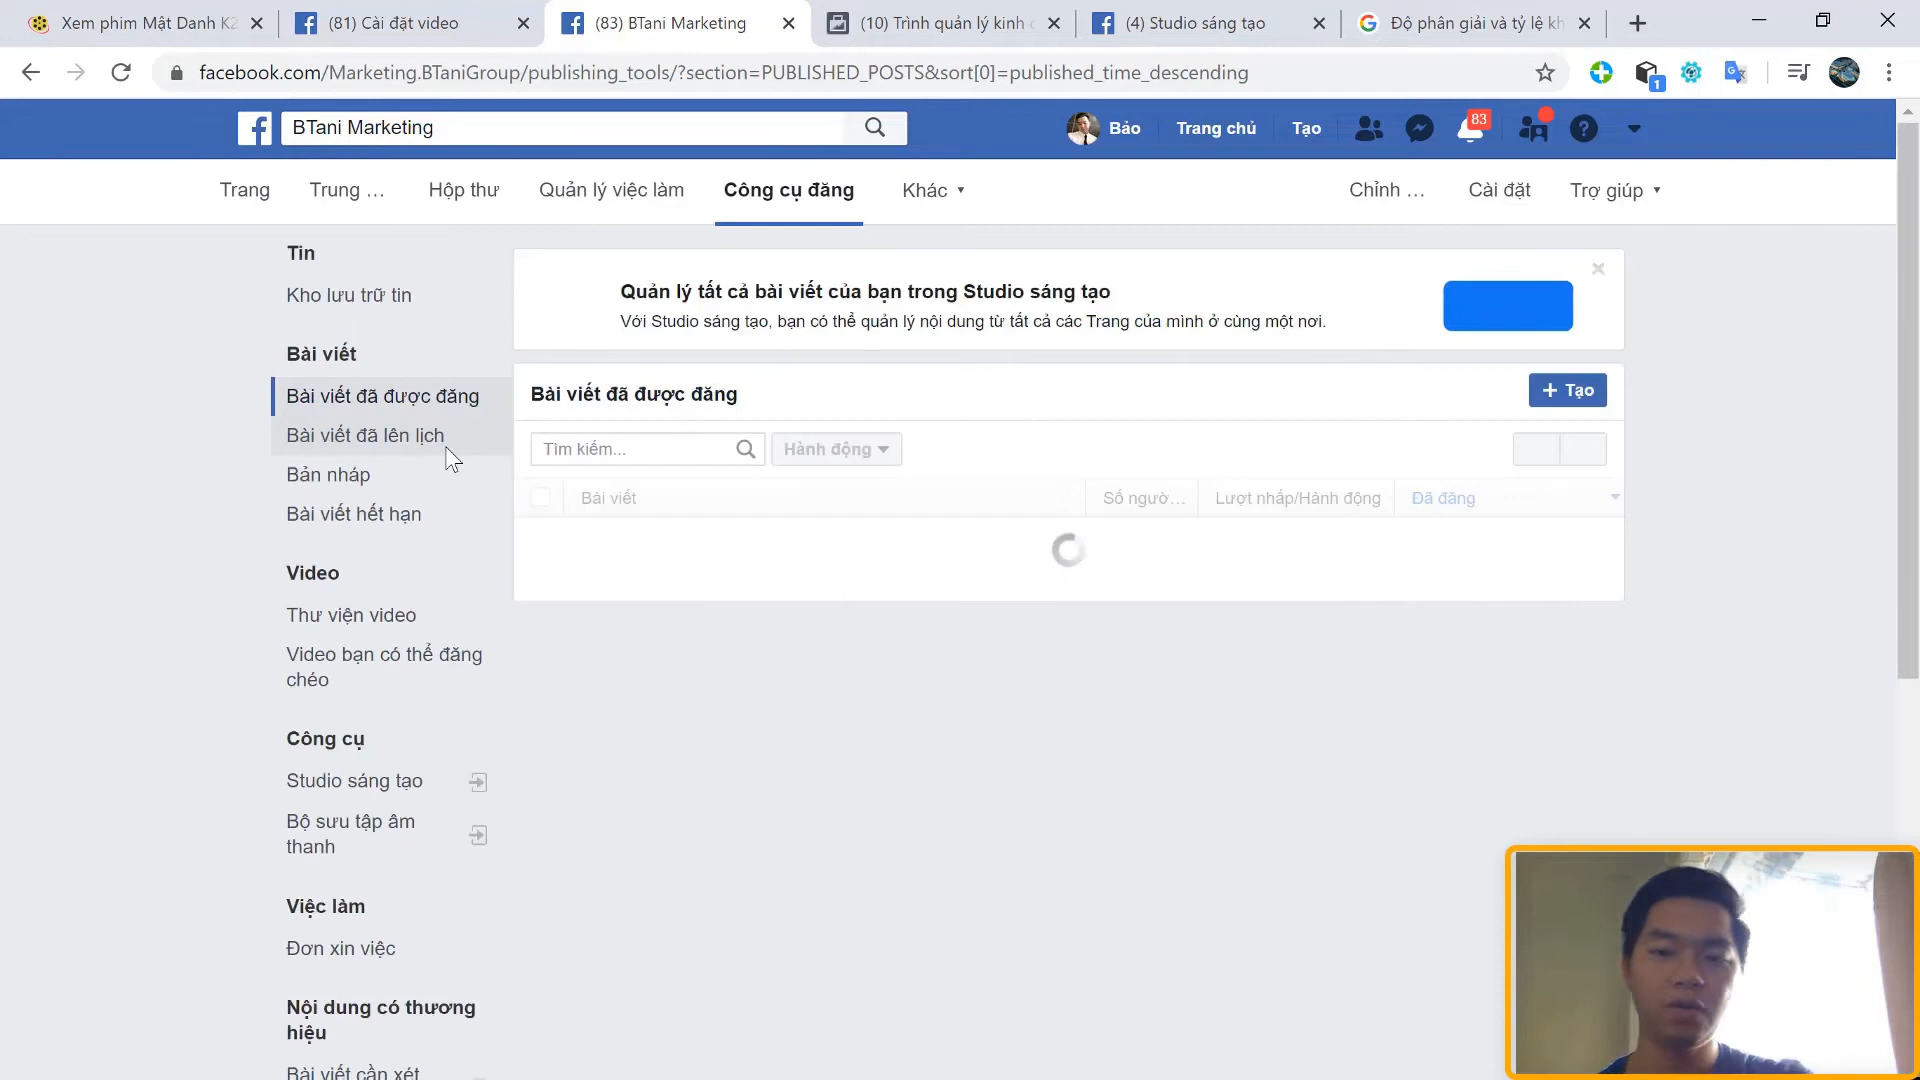 Xem phim Mật Danh K2
(81) Cài đặt video
(83) BTani Marketing
(10) Trình quản lý kinh
(4) Studio sáng tạo
Độ phân giải và tỷ lệ kh
facebook.com/Marketing.BTaniGroup/publishing_tools/?section=PUBLISHED_POSTS&sort[0]=published_time_descending
1
BTani Marketing
Bảo
Trang chủ
Tạo
83
Trang
Trung ...
Hộp thư
Quản lý việc làm
Công cụ đăng
Khác
Chỉnh ...
Cài đặt
Trợ giúp
Tin
Kho lưu trữ tin
Bài viết
Bài viết đã được đăng
Bài viết đã lên lịch
Bản nháp
Bài viết hết hạn
Video
Thư viện video
Video bạn có thể đăng
chéo
Công cụ
Studio sáng tạo
Bộ sưu tập âm
thanh
Việc làm
Đơn xin việc
Nội dung có thương
hiệu
Bài viết cần xét
Quản lý tất cả bài viết của bạn trong Studio sáng tạo
Với Studio sáng tạo, bạn có thể quản lý nội dung từ tất cả các Trang của mình ở cùng một nơi.
Bài viết đã được đăng
+ Tạo
Tìm kiếm...
Hành động
Bài viết
Số ngườ...
Lượt nhấp/Hành động
Đã đăng